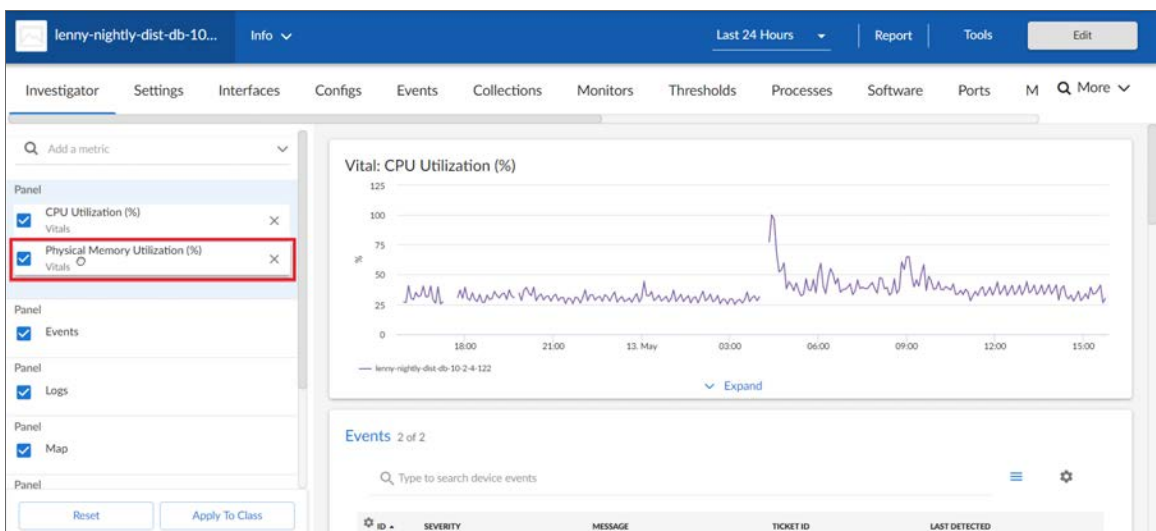 lenny-nightly-dist-db-10... Info Last 24 Hours Report Tools Edit
Investigator Settings Interfaces Configs Events Collections Monitors Thresholds Processes Software Ports M More
Add a metric
Panel
CPU Utilization (%)
Vitals
Physical Memory Utilization (%)
Vitals
Panel
Events
Panel
Logs
Panel
Map
Panel
Reset Apply To Class
Vital: CPU Utilization (%)
125
100
75
%
50
25
0
18:00 21:00 13. May 03:00 06:00 09:00 12:00 15:00
lenny-nightly-dist-db-10-2-4-122
Expand
Events 2 of 2
Type to search device events
ID SEVERITY MESSAGE TICKET ID LAST DETECTED